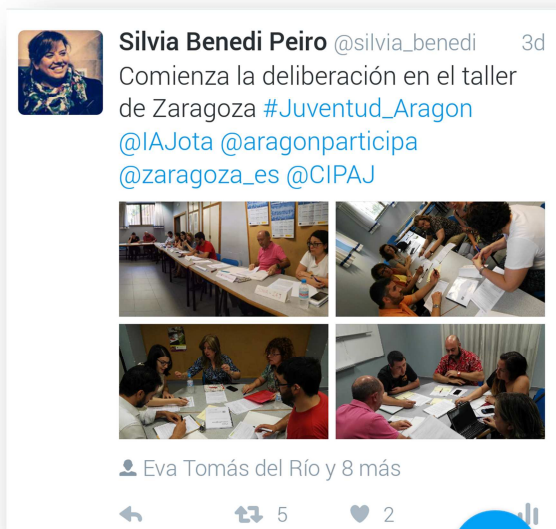 Silvia Benedi Peiro @silvia_benedi 3d
Comienza la deliberación en el taller
de Zaragoza #Juventud_Aragon
@IAJota @aragonparticipa
@zaragoza_es @CIPAJ
Eva Tomás del Río y 8 más
5 2